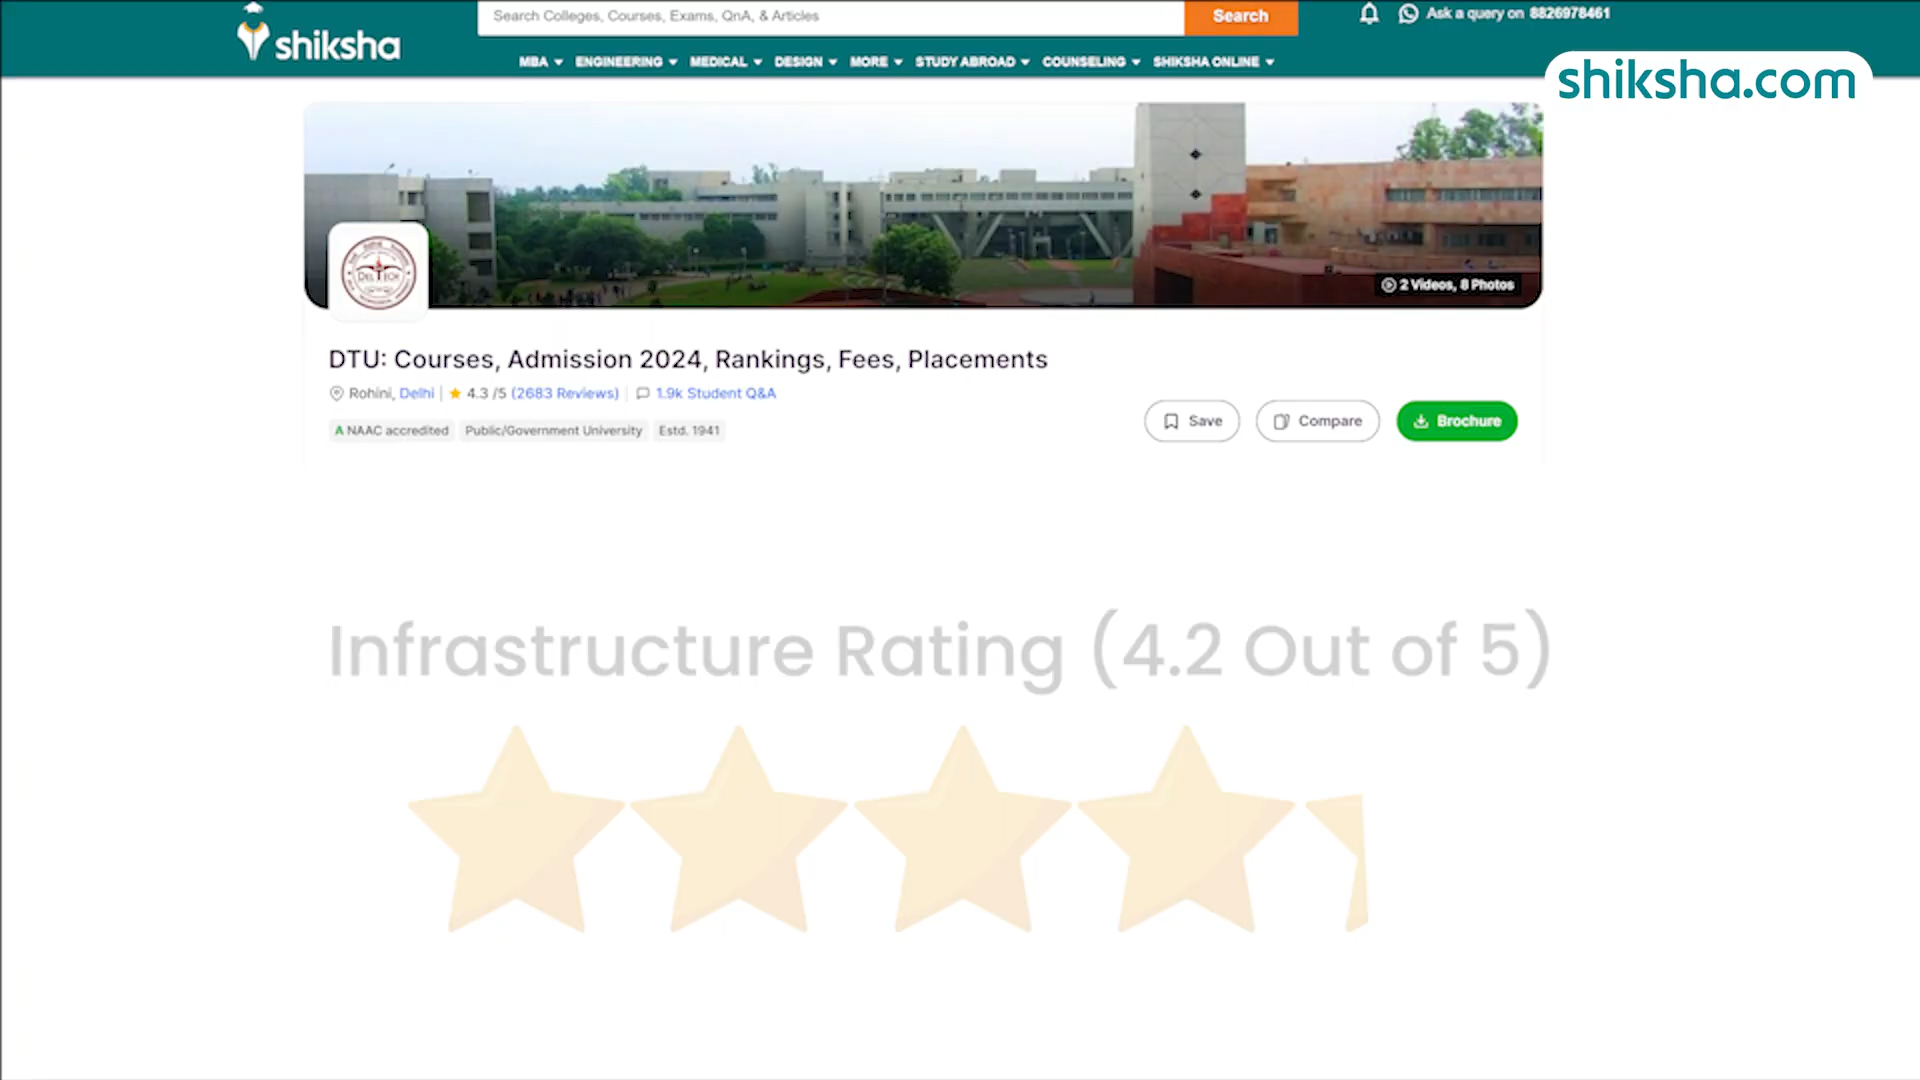 shiksha
Search Colleges, Courses, Exams, QnA, & Articles
Search
Ask a query on 8826978461
MBA ENGINEERING MEDICAL DESIGN MORE STUDY ABROAD COUNSELING SHIKSHA ONLINE
shiksha.com
DELTECH
2 Videos, 8 Photos
DTU: Courses, Admission 2024, Rankings, Fees, Placements
Rohini, Delhi | 4.3 /5 (2683 Reviews) | 1.9k Student Q&A
Save
Compare
Brochure
A NAAC accredited
Public/Government University
Estd. 1941
Infrastructure Rating (4.2 Out of 5)